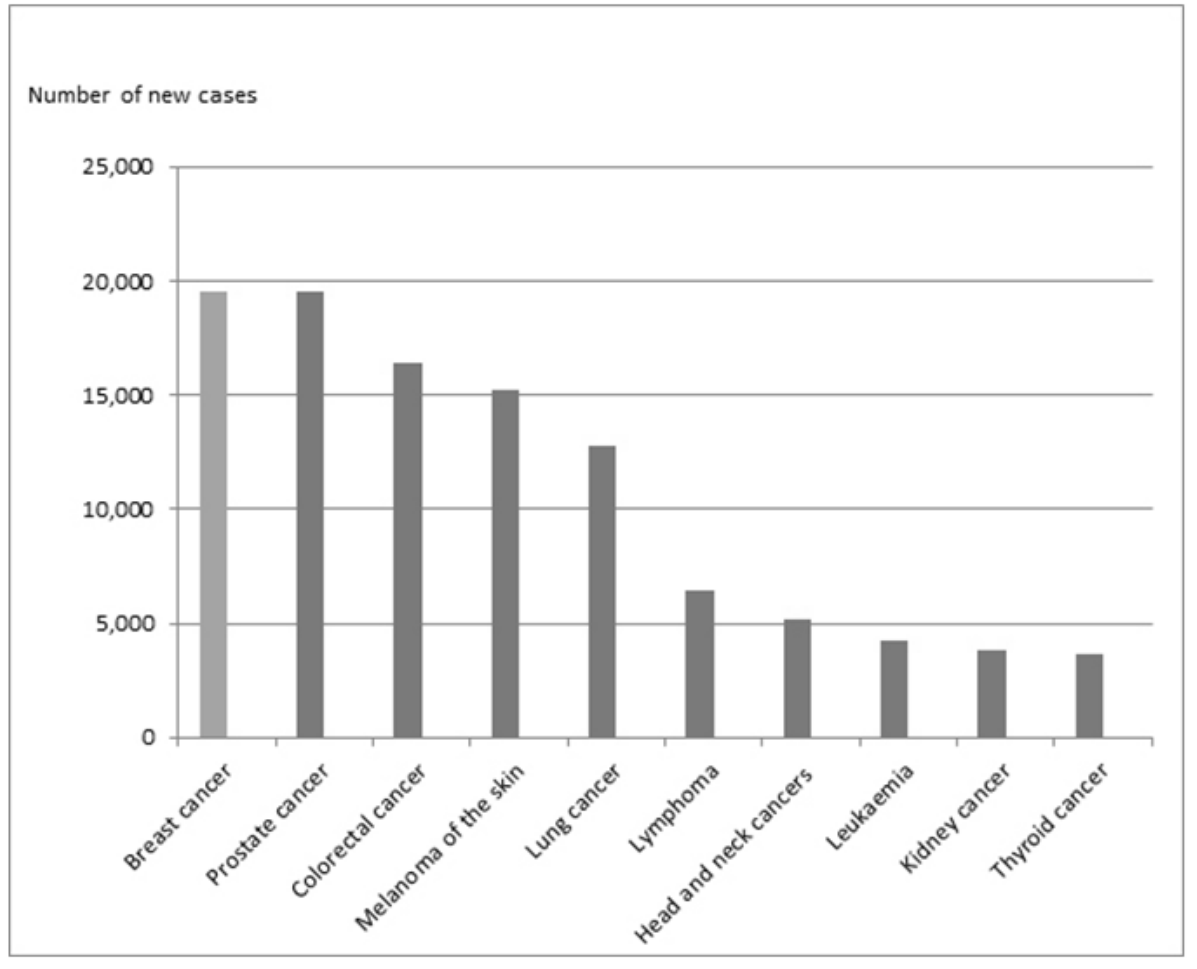 Number of new cases
25,000
20,000
15,000
10,000
5,000
0
Breast cancer
Prostate cancer
Colorectal cancer
Melanoma of the skin
Lung cancer
Lymphoma
Head and neck cancers
Leukaemia
Kidney cancer
Thyroid cancer